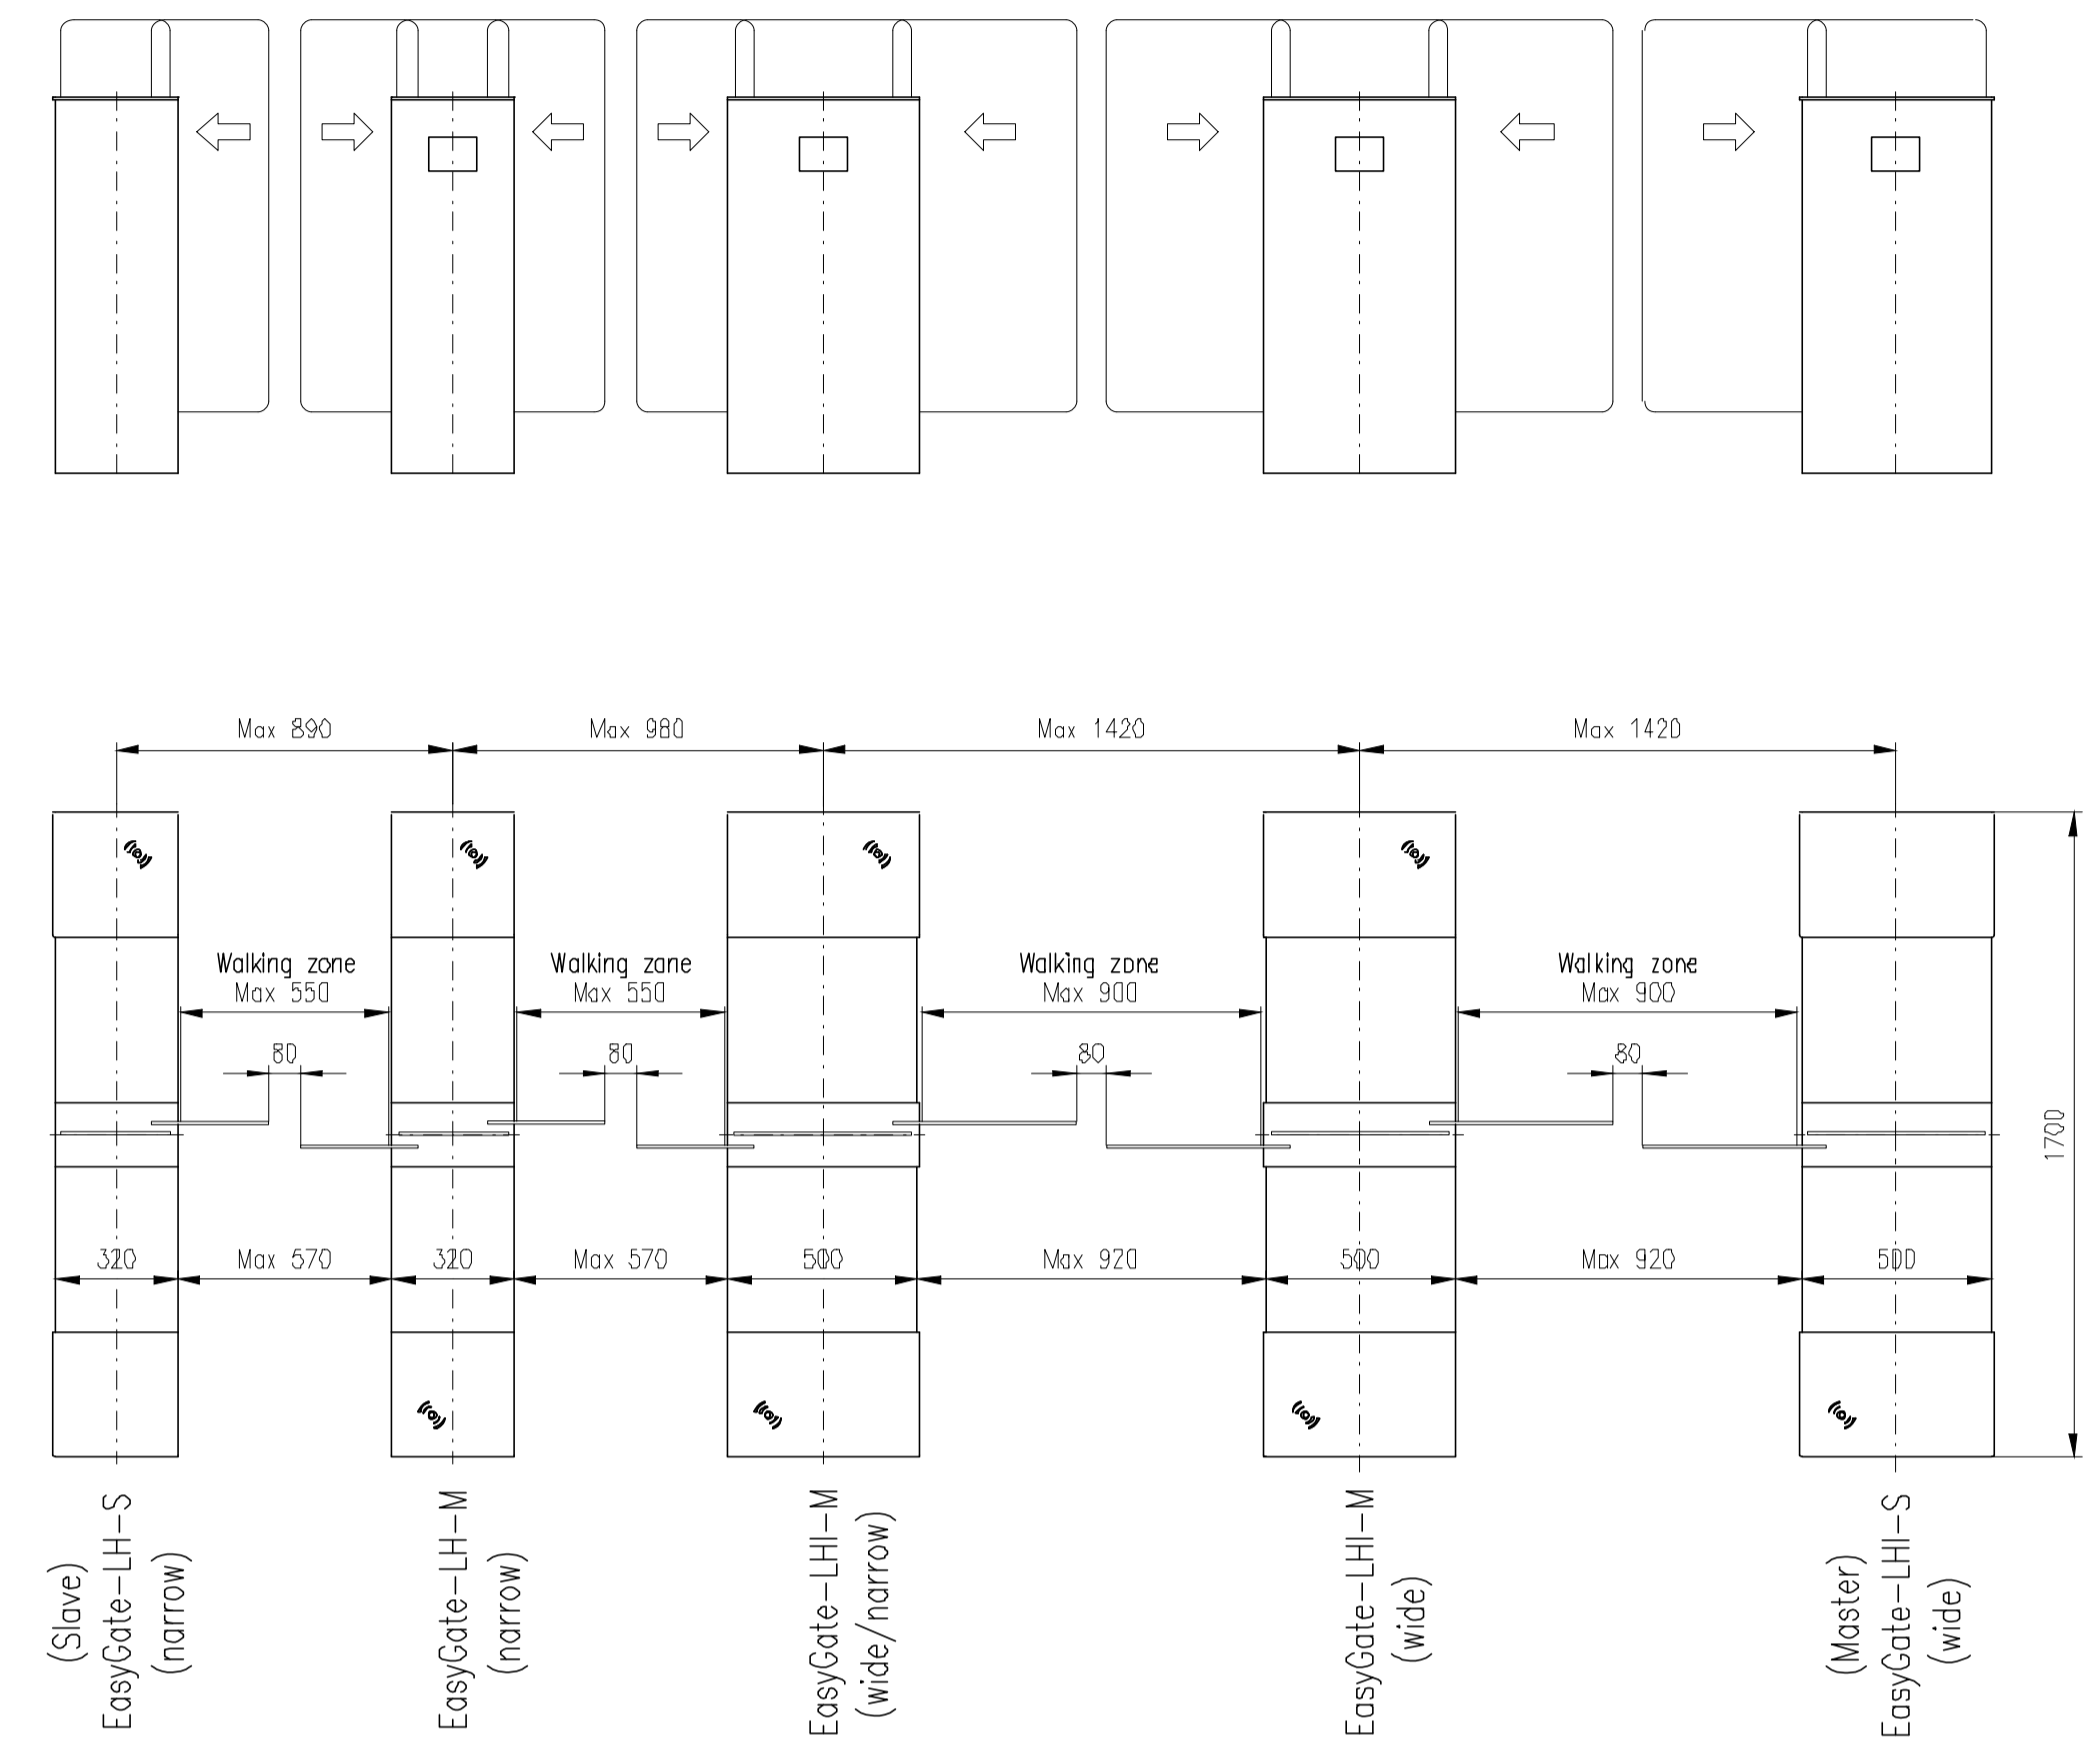 Max 890
Max 980
Max 1420
Max 1420
Walking zone
Max 550
Walking zone
Max 550
Walking zone
Max 900
Walking zone
Max 900
80
80
80
80
1700
320
Max 570
320
Max 570
500
Max 920
500
Max 920
500
(Slave)
EasyGate-LH-S
(narrow)
EasyGate-LH-M
(narrow)
EasyGate-LHI-M
(wide/narrow)
EasyGate-LHI-M
(wide)
(Master)
EasyGate-LHI-S
(wide)